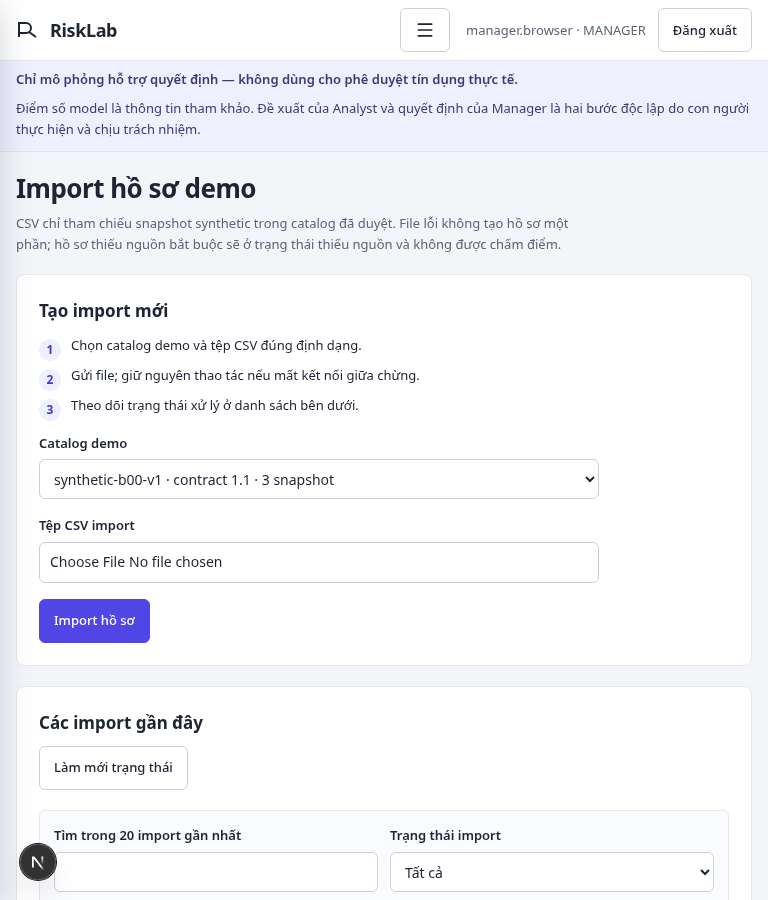 RiskLab
manager.browser · MANAGER
Đăng xuất
Chỉ mô phỏng hỗ trợ quyết định — không dùng cho phê duyệt tín dụng thực tế.
Điểm số model là thông tin tham khảo. Đề xuất của Analyst và quyết định của Manager là hai bước độc lập do con người
thực hiện và chịu trách nhiệm.
Import hồ sơ demo
CSV chỉ tham chiếu snapshot synthetic trong catalog đã duyệt. File lỗi không tạo hồ sơ một
phần; hồ sơ thiếu nguồn bắt buộc sẽ ở trạng thái thiếu nguồn và không được chấm điểm.
Tạo import mới
1 Chọn catalog demo và tệp CSV đúng định dạng.
2 Gửi file; giữ nguyên thao tác nếu mất kết nối giữa chừng.
3 Theo dõi trạng thái xử lý ở danh sách bên dưới.
Catalog demo
synthetic-b00-v1 · contract 1.1 · 3 snapshot
Tệp CSV import
Choose File No file chosen
Import hồ sơ
Các import gần đây
Làm mới trạng thái
Tìm trong 20 import gần nhất
Trạng thái import
Tất cả